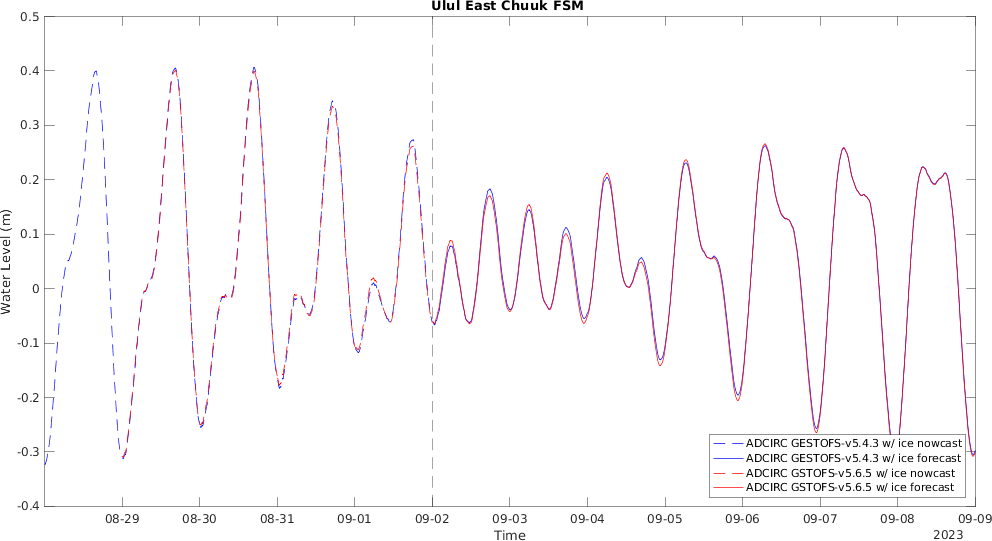 Ulul East Chuuk FSM
0.5
0.4
0.3
0.2
0.1
0
-0.1
-0.2
-0.3
-0.4
Water Level (m)
08-29 08-30 08-31 09-01 09-02 09-03 09-04 09-05 09-06 09-07 09-08 09-09
Time
2023
ADCIRC GESTOFS-v5.4.3 w/ ice nowcast
ADCIRC GESTOFS-v5.4.3 w/ ice forecast
ADCIRC GSTOFS-v5.6.5 w/ ice nowcast
ADCIRC GSTOFS-v5.6.5 w/ ice forecast